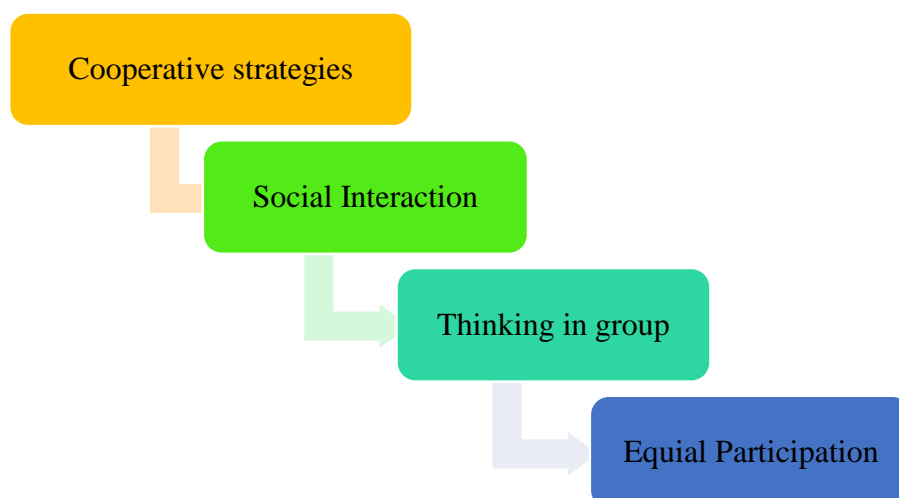 Cooperative strategies
Social Interaction
Thinking in group
Equial Participation